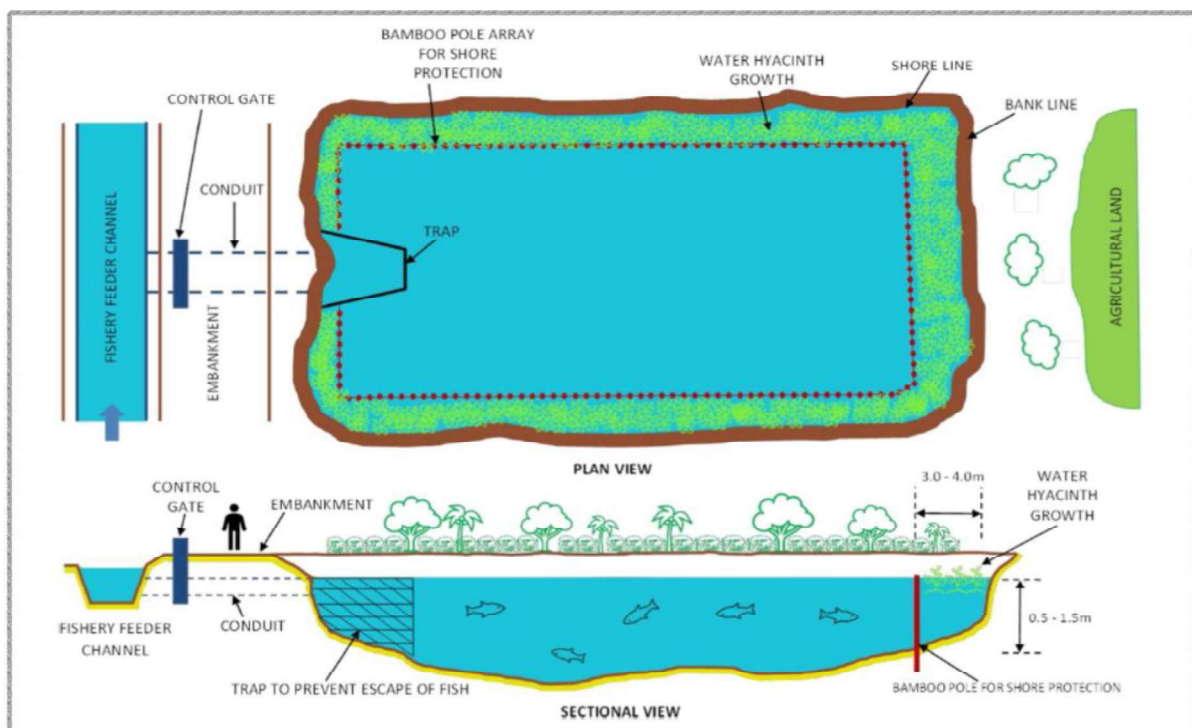 BAMBOO POLE ARRAY
FOR SHORE
PROTECTION
WATER HYACINTH
GROWTH
SHORE LINE
CONTROL GATE
BANK LINE
CONDUIT
TRAP
FISHERY FEEDER CHANNEL
EMBANKMENT
AGRICULTURAL LAND
PLAN VIEW
CONTROL
GATE
EMBANKMENT
3.0 - 4.0m
WATER
HYACINTH
GROWTH
0.5 - 1.5m
FISHERY FEEDER
CHANNEL
CONDUIT
TRAP TO PREVENT ESCAPE OF FISH
BAMBOO POLE FOR SHORE PROTECTION
SECTIONAL VIEW